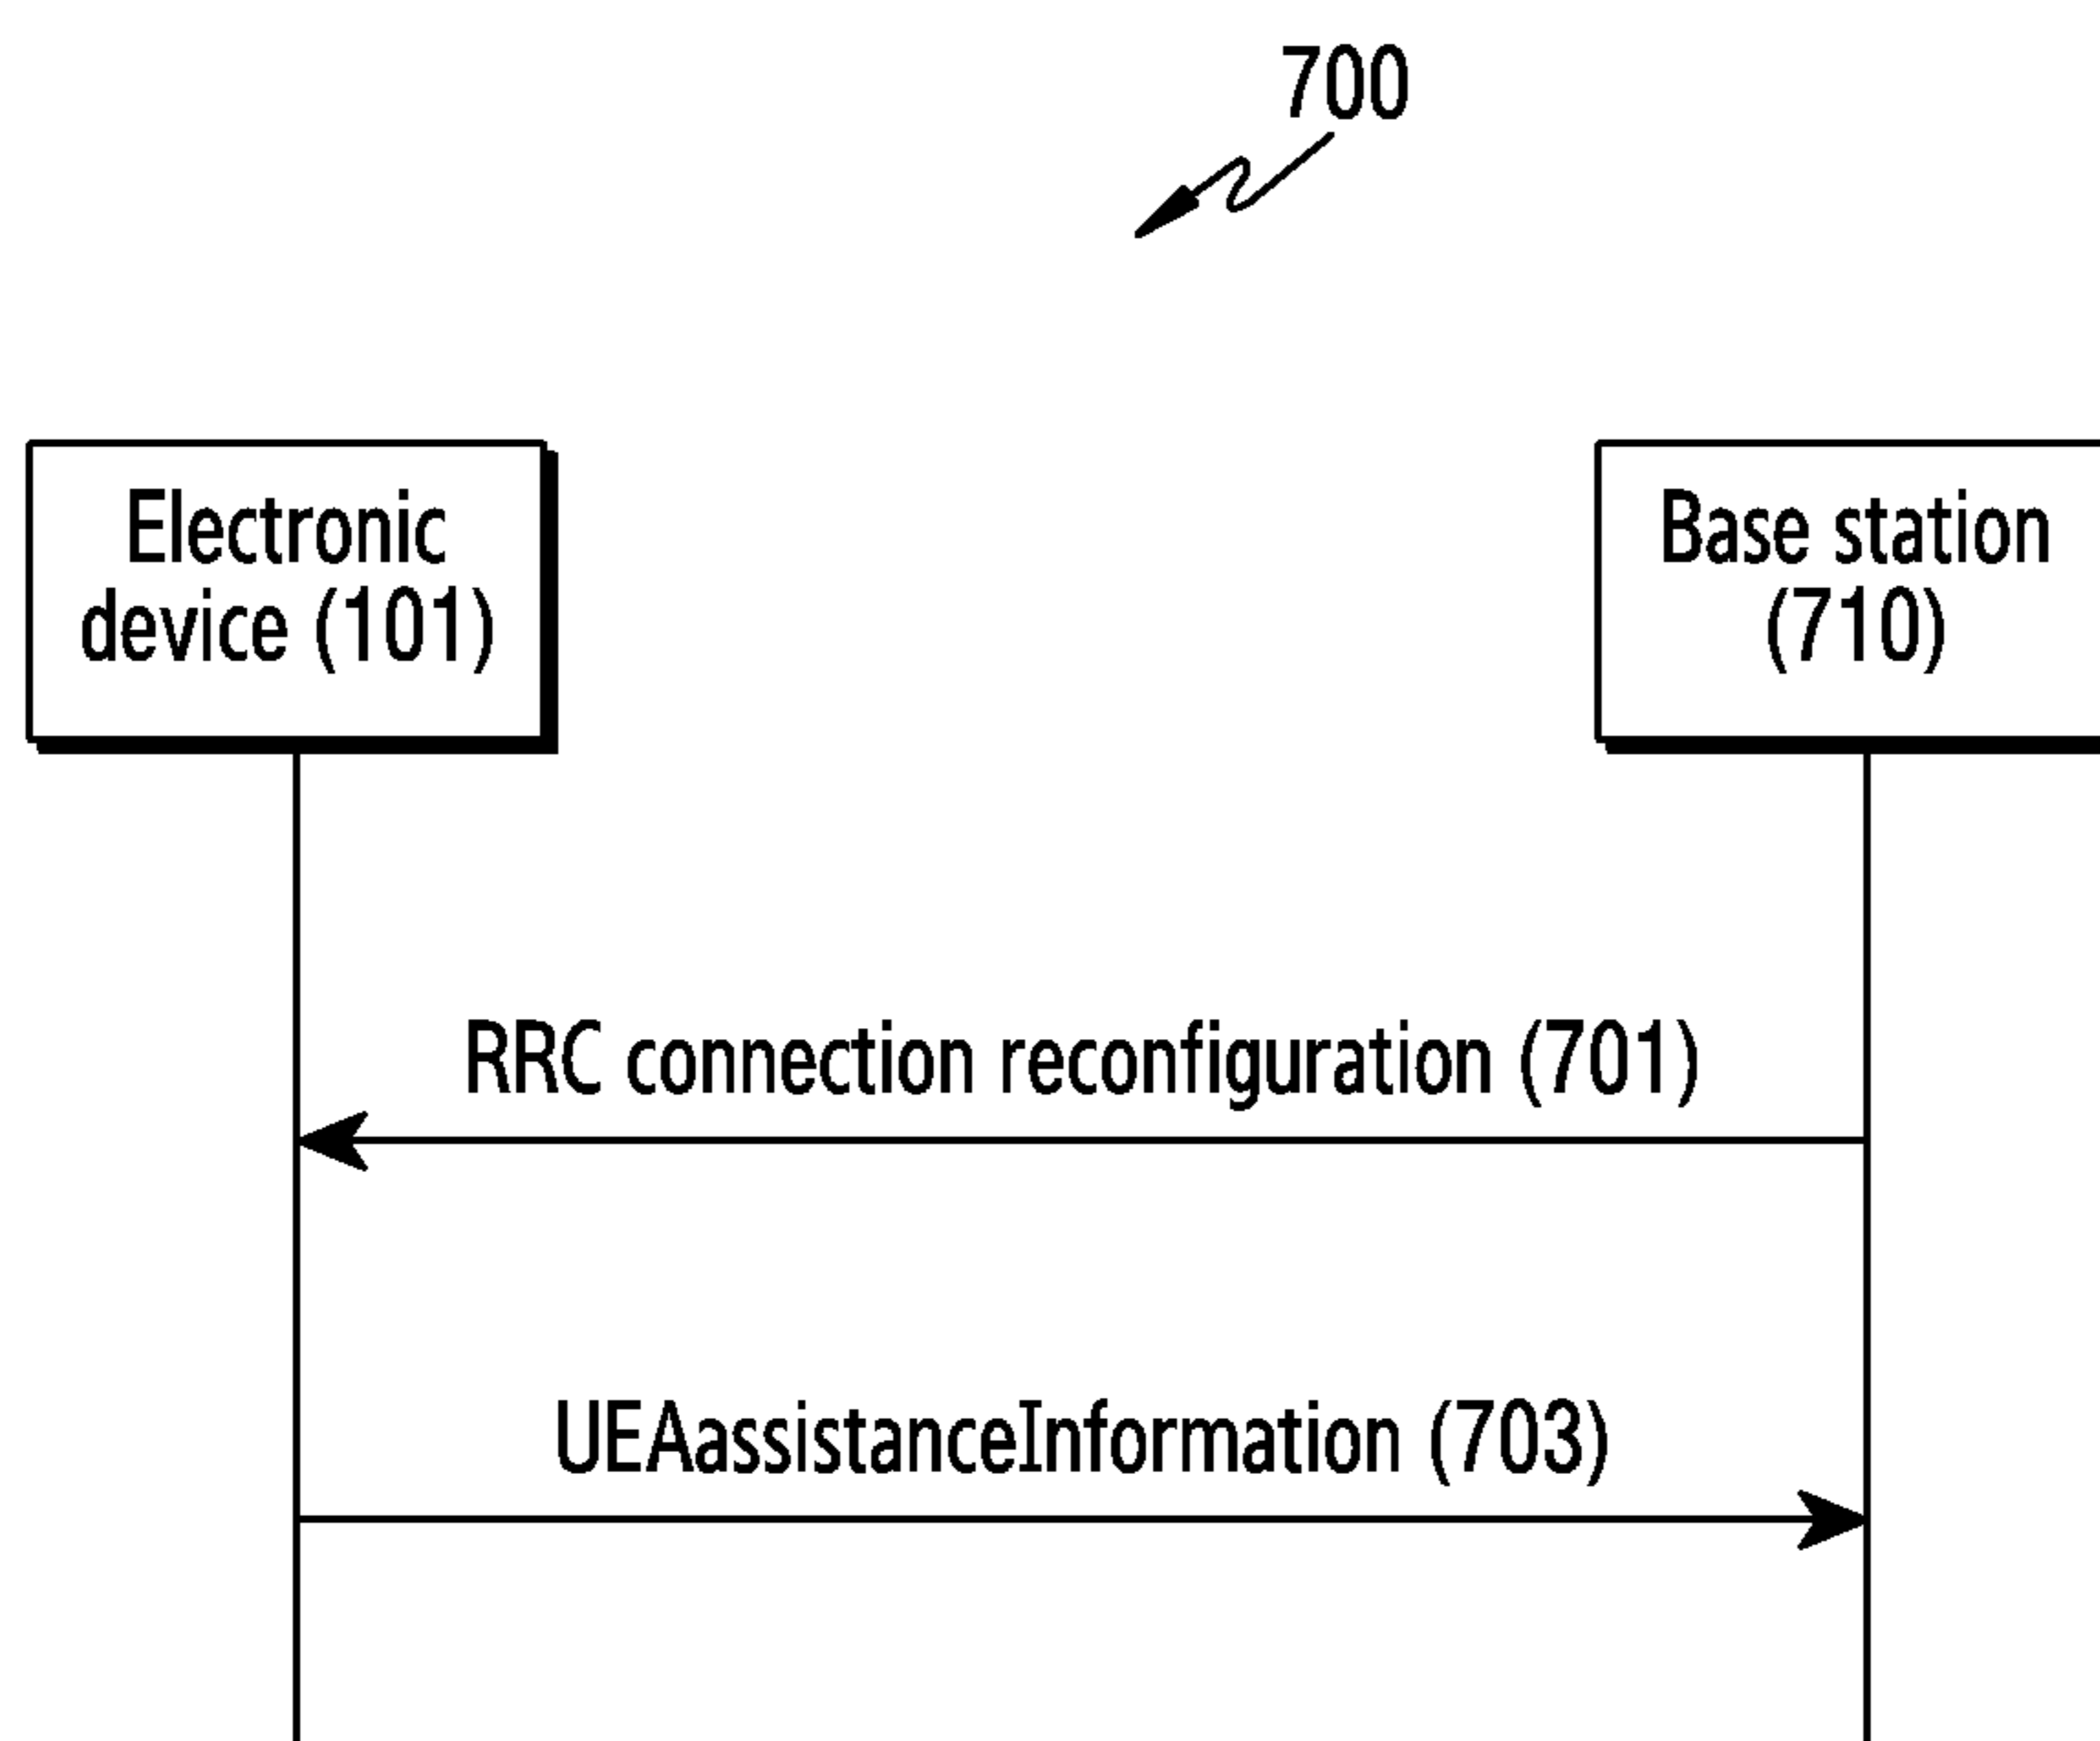 700
Electronic
device (101)
Base station
(710)
RRC connection reconfiguration (701)
UEAassistanceInformation (703)